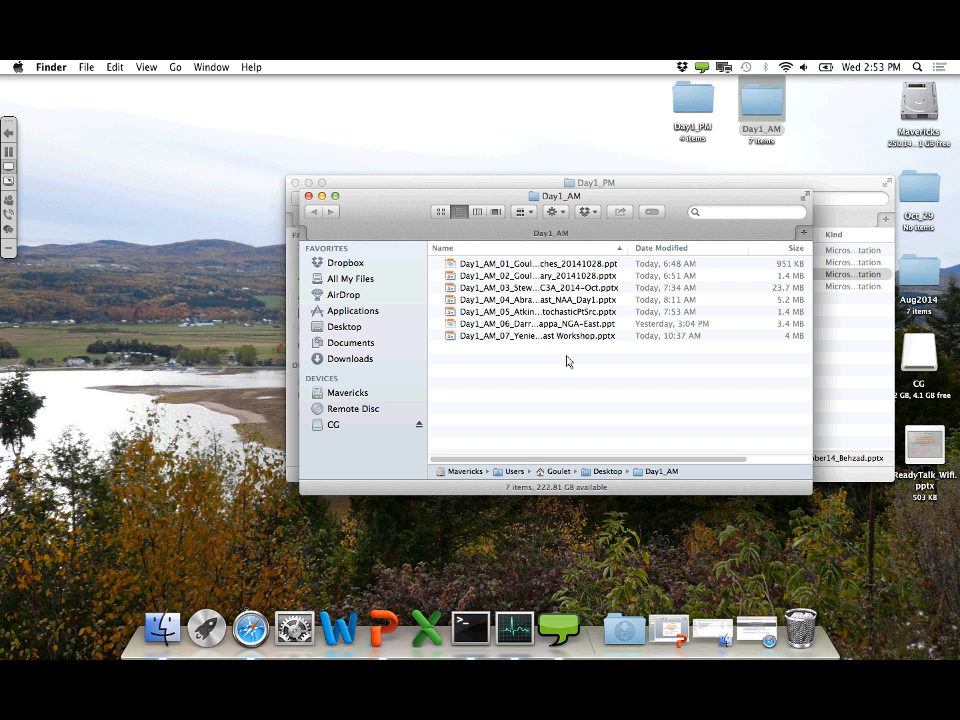 Finder File Edit View Go Window Help
Wed 2:53 PM
Day1_PM
4 items
Day1_AM
7 items
Mavericks
1 GB free
Oct_29
No items
Aug2014
7 items
CG
2 GB, 4.1 GB free
ReadyTalk_Wifi.
pptx
503 KB
Day1_PM
Kind
Micros...tation
Micros...tation
Micros...tation
Micros...tation
ber14_Behzad.pptx
Day1_AM
Day1_AM
FAVORITES
Dropbox
All My Files
AirDrop
Applications
Desktop
Documents
Downloads
DEVICES
Mavericks
Remote Disc
CG
Name Date Modified Size
Day1_AM_01_Goul...ches_20141028.ppt Today, 6:48 AM 951 KB
Day1_AM_02_Goul...ary_20141028.pptx Today, 6:51 AM 1.4 MB
Day1_AM_03_Stew...C3A_2014-Oct.pptx Today, 7:34 AM 23.7 MB
Day1_AM_04_Abra...ast_NAA_Day1.pptx Today, 8:11 AM 5.2 MB
Day1_AM_05_Atkin...tochasticPtSrc.pptx Today, 7:53 AM 1.4 MB
Day1_AM_06_Darr...appa_NGA-East.ppt Yesterday, 3:04 PM 3.4 MB
Day1_AM_07_Yenie...ast Workshop.pptx Today, 10:37 AM 4 MB
Mavericks Users Goulet Desktop Day1_AM
7 items, 222.81 GB available